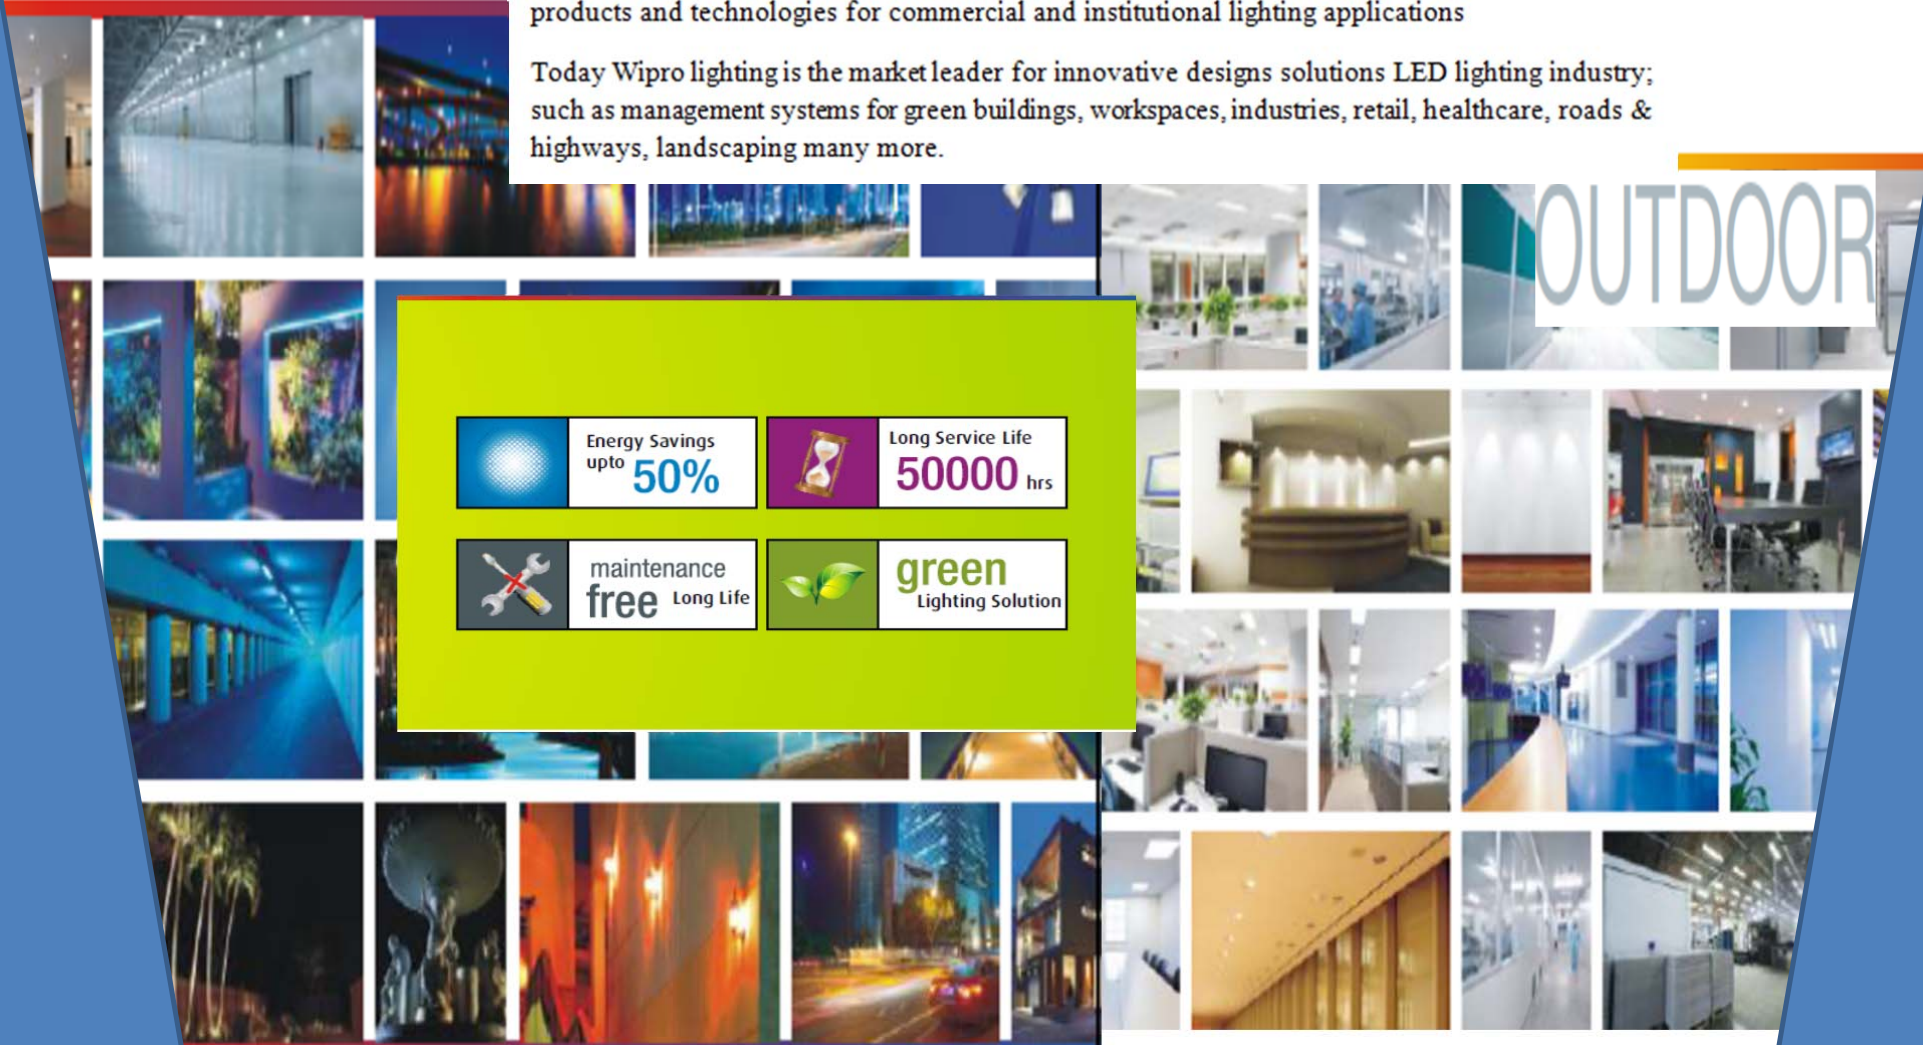 products and technologies for commercial and institutional lighting applications
Today Wipro lighting is the market leader for innovative designs solutions LED lighting industry;
such as management systems for green buildings, workspaces, industries, retail, healthcare, roads &
highways, landscaping many more.
OUTDOOR
Energy Savings
upto 50%
Long Service Life
50000 hrs
maintenance
free Long Life
green
Lighting Solution